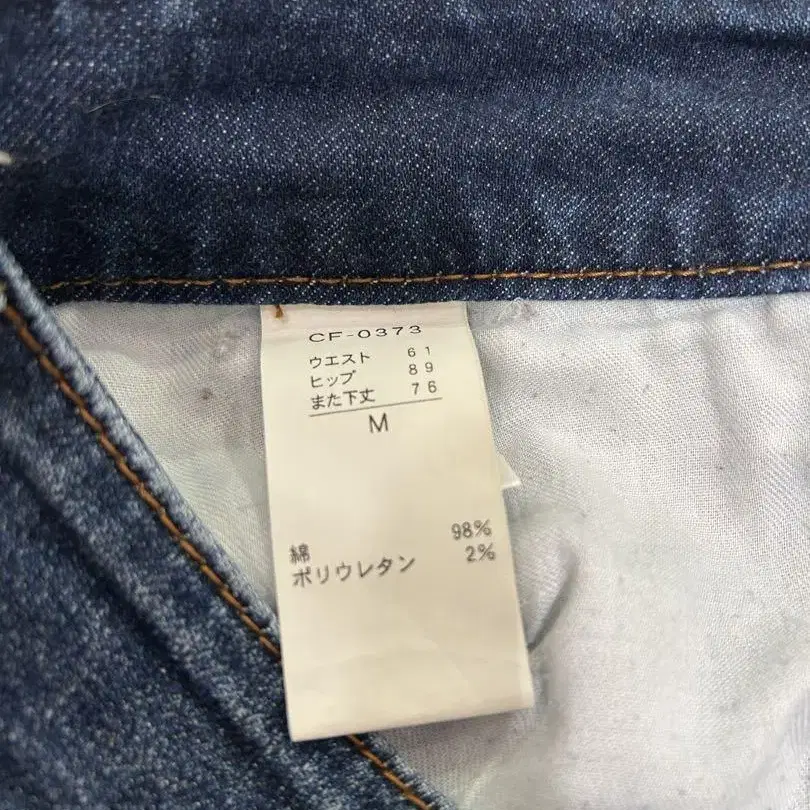 CF-0373
ウエスト 61
ヒップ 89
また下丈 76
M
綿 98%
ポリウレタン 2%